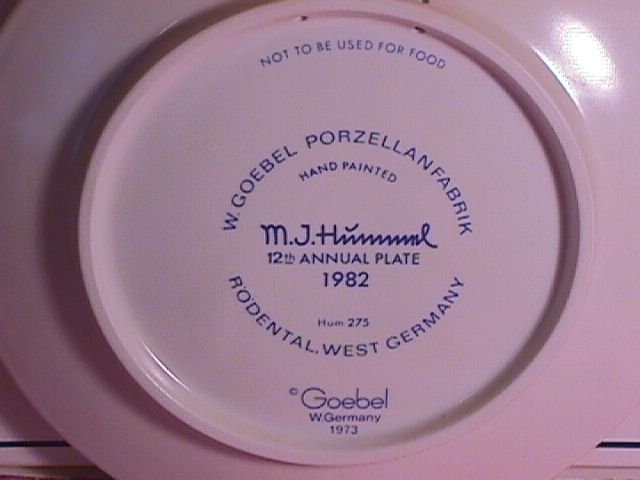 NOT TO BE USED FOR FOOD
W. GOEBEL PORZELLANFABRIK
HAND PAINTED
M.J. Hummel
12th ANNUAL PLATE
1982
Hum 275
RÖDENTAL, WEST GERMANY
© Goebel
W.Germany
1973